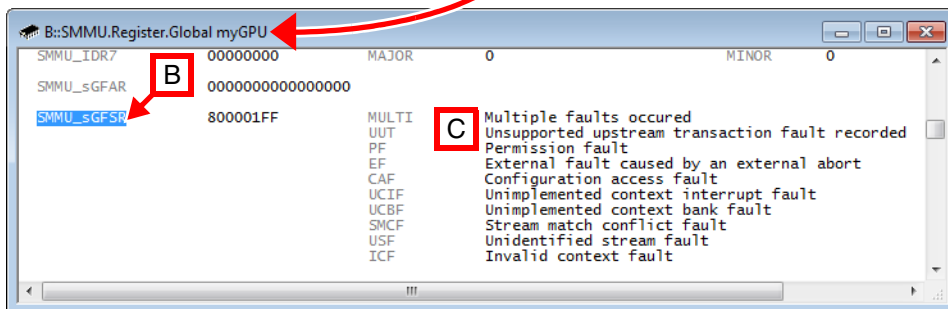 B::SMMU.Register.Global myGPU
SMMU_IDR7 00000000 MAJOR 0 MINOR 0
B
SMMU_sGFAR 0000000000000000
SMMU_sGFSR 800001FF MULTI Multiple faults occured
C
UUT Unsupported upstream transaction fault recorded
PF Permission fault
EF External fault caused by an external abort
CAF Configuration access fault
UCIF Unimplemented context interrupt fault
UCBF Unimplemented context bank fault
SMCF Stream match conflict fault
USF Unidentified stream fault
ICF Invalid context fault